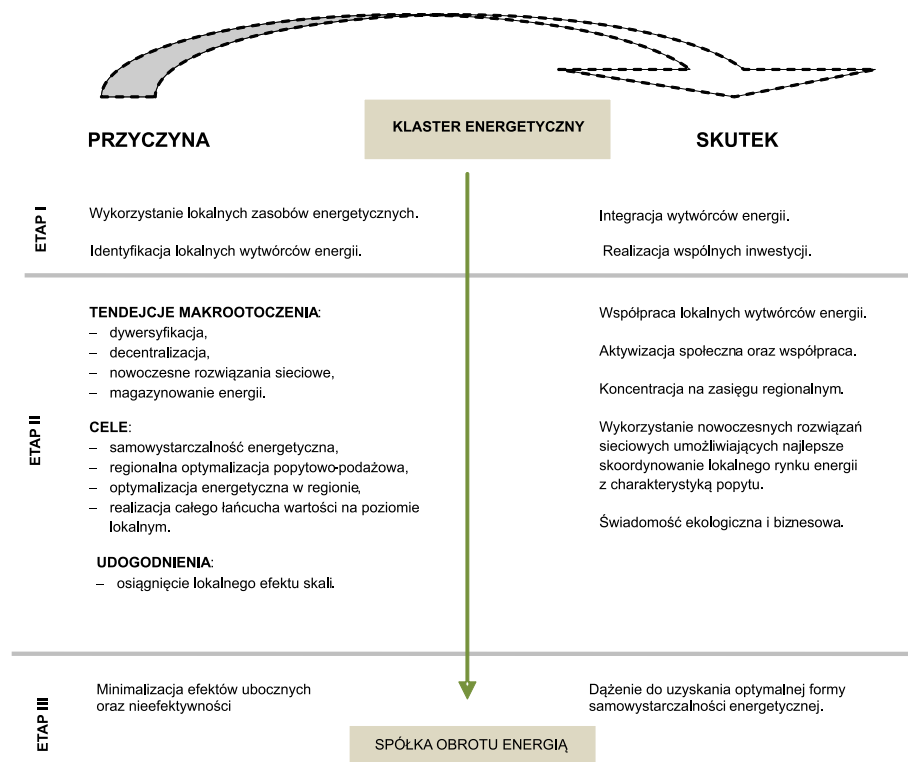 KLASTER ENERGETYCZNY
PRZYCZYNA
SKUTEK
ETAP I
Wykorzystanie lokalnych zasobów energetycznych.
Identyfikacja lokalnych wytwórców energii.
Integracja wytwórców energii.
Realizacja wspólnych inwestycji.
ETAP II
TENDEJCJE MAKROOTOCZENIA:
– dywersyfikacja,
– decentralizacja,
– nowoczesne rozwiązania sieciowe,
– magazynowanie energii.
CELE:
– samowystarczalność energetyczna,
– regionalna optymalizacja popytowo-podażowa,
– optymalizacja energetyczna w regionie,
– realizacja całego łańcucha wartości na poziomie
lokalnym.
UDOGODNIENIA:
– osiągnięcie lokalnego efektu skali.
Współpraca lokalnych wytwórców energii.
Aktywizacja społeczna oraz współpraca.
Koncentracja na zasięgu regionalnym.
Wykorzystanie nowoczesnych rozwiązań
sieciowych umożliwiających najlepsze
skoordynowanie lokalnego rynku energii
z charakterystyką popytu.
Świadomość ekologiczna i biznesowa.
ETAP III
Minimalizacja efektów ubocznych
oraz nieefektywności
Dążenie do uzyskania optymalnej formy
samowystarczalności energetycznej.
SPÓŁKA OBROTU ENERGIĄ